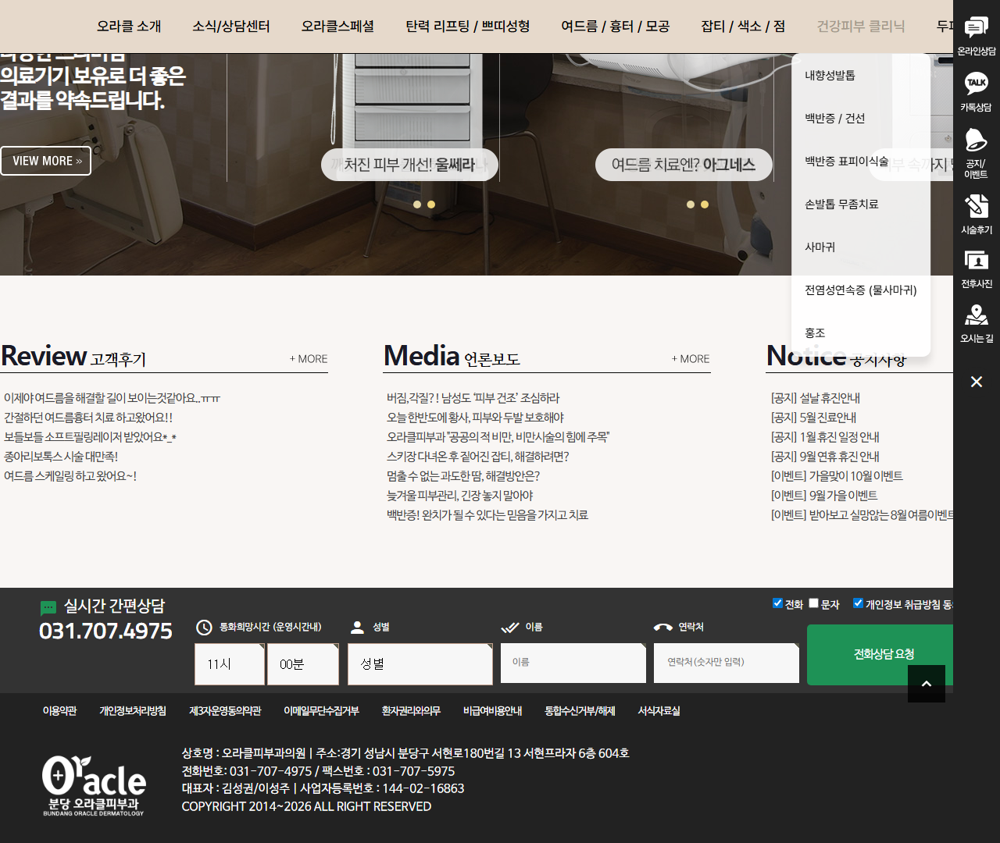 오라클 소개
소식/상담센터
오라클스페셜
탄력 리프팅 / 쁘띠성형
여드름 / 흉터 / 모공
잡티 / 색소 / 점
건강피부 클리닉
의료기기 보유로 더 좋은
결과를 약속드립니다.
VIEW MORE »
처진 피부 개선! 울쎄라
여드름 치료엔? 아그네스
내향성발톱
백반증 / 건선
백반증 표피이식술
손발톱 무좀치료
사마귀
전염성연속증 (물사마귀)
홍조
온라인상담
TALK
카톡상담
공지/
이벤트
시술후기
전후사진
오시는 길
×
Review 고객후기
+ MORE
이제야 여드름을 해결할 길이 보이는것같아요..ㅠㅠ
간절하던 여드름흉터 치료 하고왔어요!!
보들보들 소프트필링레이저 받았어요*_*
종아리보톡스 시술 대만족!
여드름 스케일링 하고 왔어요~!
Media 언론보도
+ MORE
버짐,각질?! 남성도 '피부 건조' 조심하라
오늘 한반도에 황사, 피부와 두발 보호해야
오라클피부과 "공공의 적 비만, 비만시술의 힘에 주목"
스키장 다녀온 후 짙어진 잡티, 해결하려면?
멈출 수 없는 과도한 땀, 해결방안은?
늦겨울 피부관리, 긴장 놓지 말아야
백반증! 완치가 될 수 있다는 믿음을 가지고 치료
Notice 공지사항
[공지] 설날 휴진안내
[공지] 5월 진료안내
[공지] 1월 휴진 일정 안내
[공지] 9월 연휴 휴진 안내
[이벤트] 가을맞이 10월 이벤트
[이벤트] 9월 가을 이벤트
[이벤트] 받아보고 실망않는 8월 여름이벤트
실시간 간편상담
031.707.4975
통화희망시간 (운영시간내)
11시
00분
성별
성별
이름
이름
연락처
연락처(숫자만 입력)
전화
문자
개인정보 취급방침
전화상담 요청
이용약관
개인정보처리방침
제3자운영동의약관
이메일무단수집거부
환자권리와의무
비급여비용안내
통합수신거부/해제
서식자료실
Oracle
분당 오라클피부과
BUNDANG ORACLE DERMATOLOGY
상호명 : 오라클피부과의원 | 주소:경기 성남시 분당구 서현로180번길 13 서현프라자 6층 604호
전화번호: 031-707-4975 / 팩스번호 : 031-707-5975
대표자 : 김성권/이성주 | 사업자등록번호 : 144-02-16863
COPYRIGHT 2014~2026 ALL RIGHT RESERVED